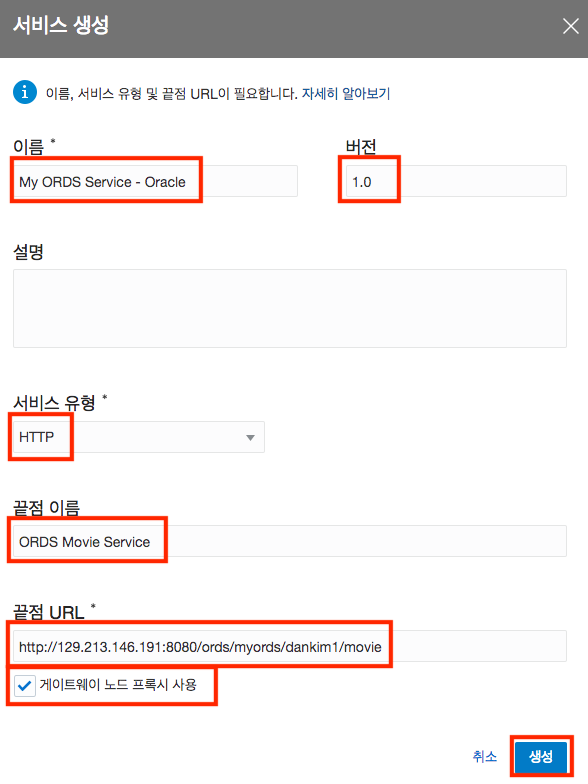 서비스 생성
이름, 서비스 유형 및 끝점 URL이 필요합니다. 자세히 알아보기
이름 *
버전
My ORDS Service - Oracle
1.0
설명
서비스 유형 *
HTTP
끝점 이름
ORDS Movie Service
끝점 URL *
http://129.213.146.191:8080/ords/myords/dankim1/movie
게이트웨이 노드 프록시 사용
취소
생성